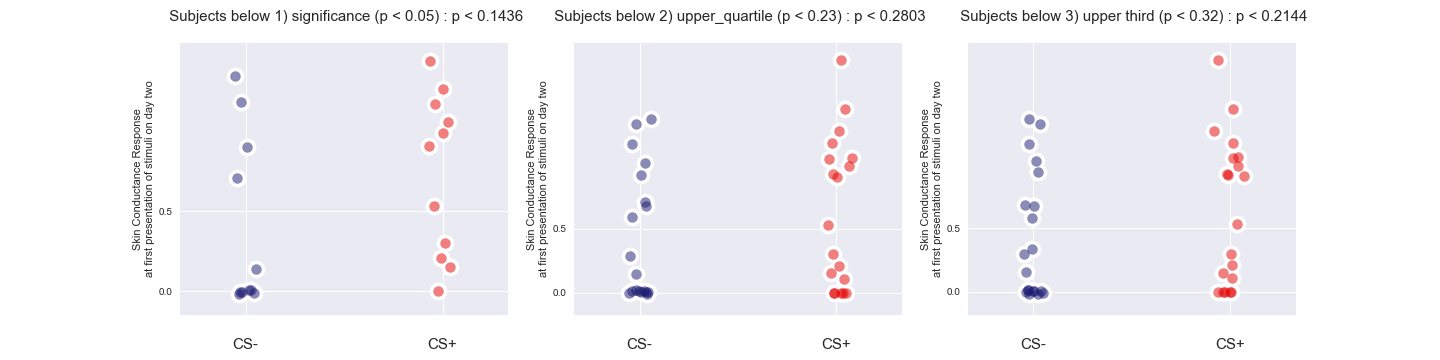 Subjects below 1) significance (p < 0.05) : p < 0.1436
Skin Conductance Response
at first presentation of stimuli on day two
0.5
0.0
CS-
CS+
Subjects below 2) upper_quartile (p < 0.23) : p < 0.2803
Skin Conductance Response
at first presentation of stimuli on day two
0.5
0.0
CS-
CS+
Subjects below 3) upper third (p < 0.32) : p < 0.2144
Skin Conductance Response
at first presentation of stimuli on day two
0.5
0.0
CS-
CS+